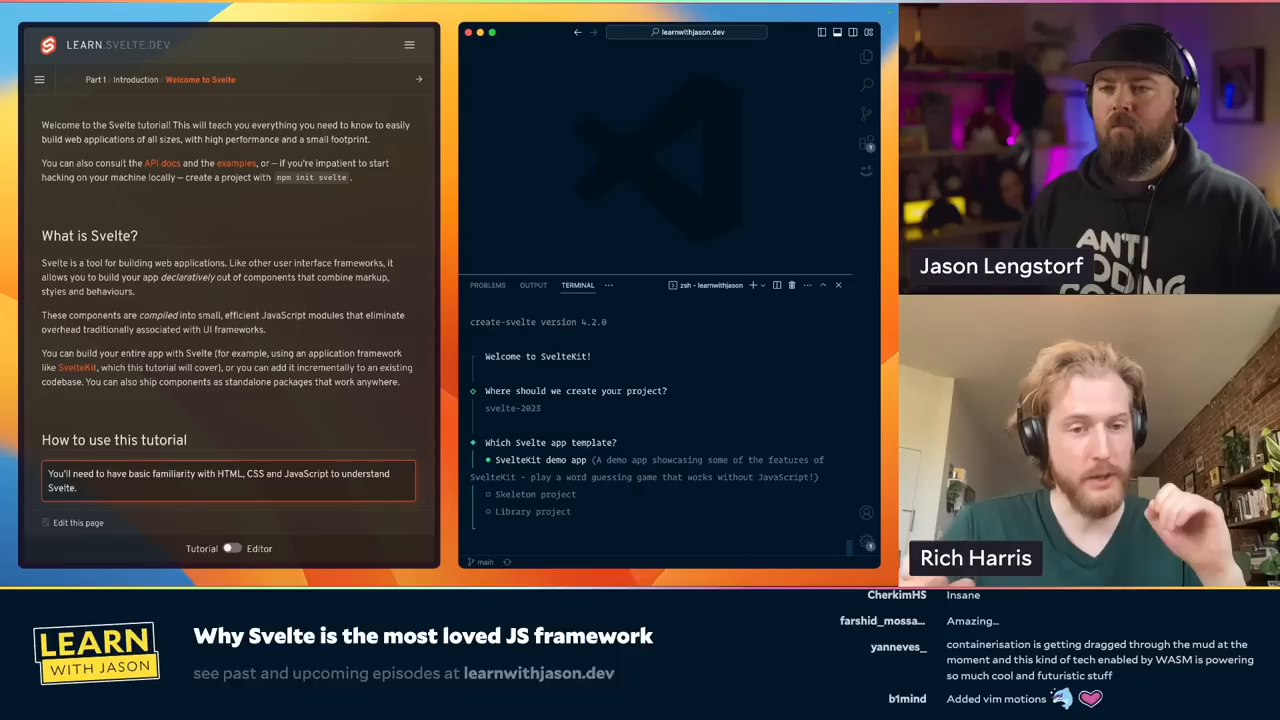 LEARN.SVELTE.DEV
Part 1 / Introduction / Welcome to Svelte
Welcome to the Svelte tutorial! This will teach you everything you need to know to easily
build web applications of all sizes, with high performance and a small footprint.
You can also consult the API docs and the examples, or — if you're impatient to start
hacking on your machine locally — create a project with npm init svelte.
What is Svelte?
Svelte is a tool for building web applications. Like other user interface frameworks, it
allows you to build your app declaratively out of components that combine markup,
styles and behaviours.
These components are compiled into small, efficient JavaScript modules that eliminate
overhead traditionally associated with UI frameworks.
You can build your entire app with Svelte (for example, using an application framework
like SvelteKit, which this tutorial will cover), or you can add it incrementally to an existing
codebase. You can also ship components as standalone packages that work anywhere.
How to use this tutorial
You'll need to have basic familiarity with HTML, CSS and JavaScript to understand
Svelte.
Edit this page
Tutorial Editor
learnwithjason.dev
1
PROBLEMS OUTPUT TERMINAL ··· zsh - learnwithjason
create-svelte version 4.2.0
Welcome to SvelteKit!
Where should we create your project?
svelte-2023
Which Svelte app template?
SvelteKit demo app (A demo app showcasing some of the features of
SvelteKit - play a word guessing game that works without JavaScript!)
Skeleton project
Library project
1
main
ANTI
Jason Lengstorf
Rich Harris
LEARN
WITH JASON
Why Svelte is the most loved JS framework
see past and upcoming episodes at learnwithjason.dev
CherkimHS Insane
farshid_mossa... Amazing...
yanneves_ containerisation is getting dragged through the mud at the
moment and this kind of tech enabled by WASM is powering
so much cool and futuristic stuff
b1mind Added vim motions